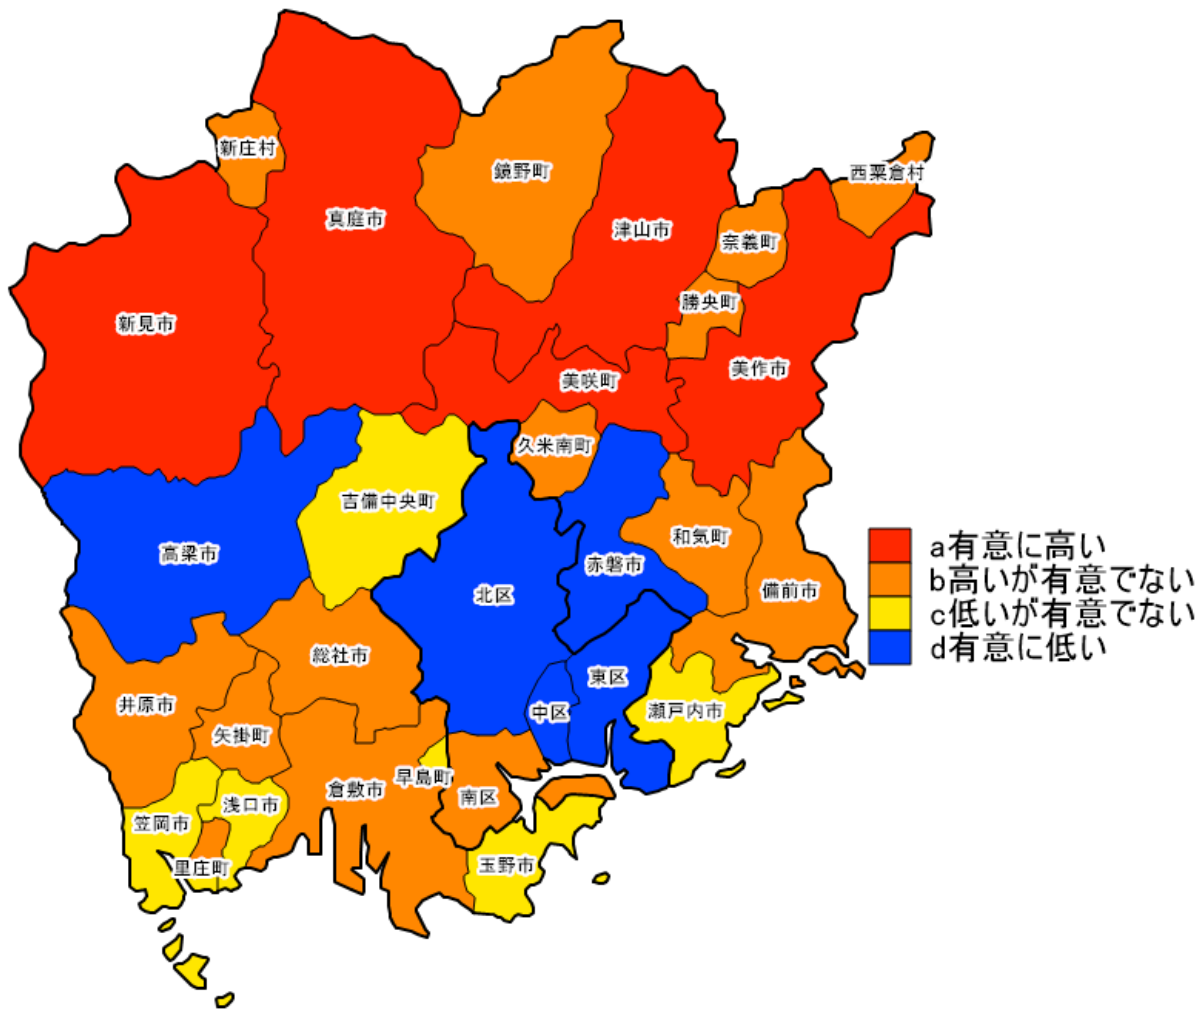 新庄村
鏡野町
西粟倉村
真庭市
津山市
奈義町
勝央町
新見市
美作市
美咲町
久米南町
吉備中央町
高梁市
和気町
赤磐市
備前市
北区
総社市
東区
井原市
中区
瀬戸内市
矢掛町
早島町
倉敷市
南区
浅口市
笠岡市
里庄町
玉野市
a有意に高い
b高いが有意でない
c低いが有意でない
d有意に低い